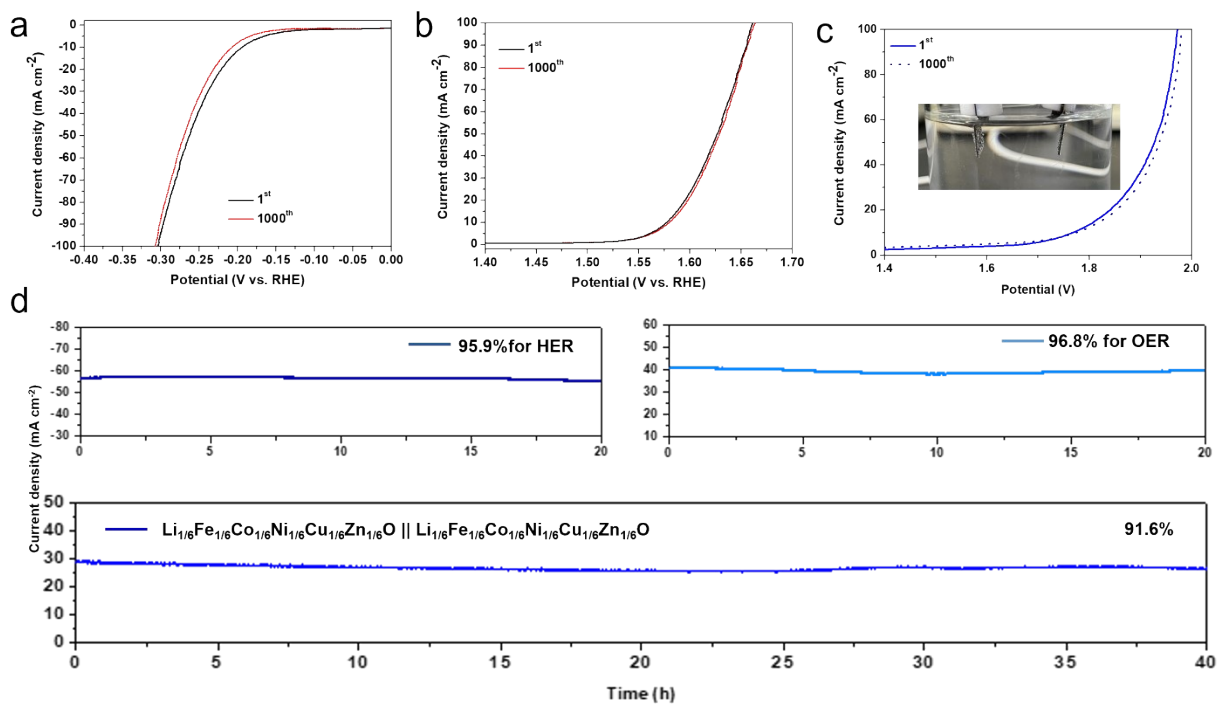 a
0
-10
-20
-30
-40
-50
-60
-70
-80
-90
-100
Current density (mA cm-2)
1st
1000th
-0.40 -0.35 -0.30 -0.25 -0.20 -0.15 -0.10 -0.05 0.00
Potential (V vs. RHE)
b
100
90
80
70
60
50
40
30
20
10
0
Current density (mA cm-2)
1st
1000th
1.40 1.45 1.50 1.55 1.60 1.65 1.70
Potential (V vs. RHE)
c
100
80
60
40
20
0
Current density (mA cm-2)
1st
1000th
1.4 1.6 1.8 2.0
Potential (V)
d
Current density (mA cm-2)
-80
-70
-60
-50
-40
-30
95.9%for HER
0 5 10 15 20
60
50
40
30
20
10
96.8% for OER
0 5 10 15 20
50
40
30
20
10
0
Li1/6Fe1/6Co1/6Ni1/6Cu1/6Zn1/6O || Li1/6Fe1/6Co1/6Ni1/6Cu1/6Zn1/6O
91.6%
0 5 10 15 20 25 30 35 40
Time (h)